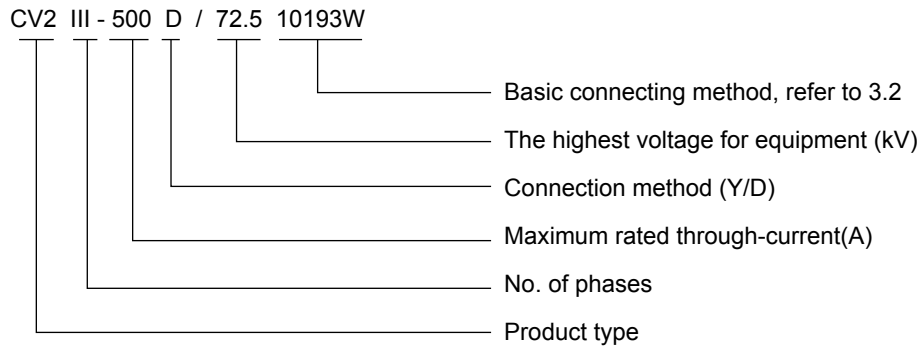 CV2 III - 500 D / 72.5 10193W
Basic connecting method, refer to 3.2
The highest voltage for equipment (kV)
Connection method (Y/D)
Maximum rated through-current(A)
No. of phases
Product type